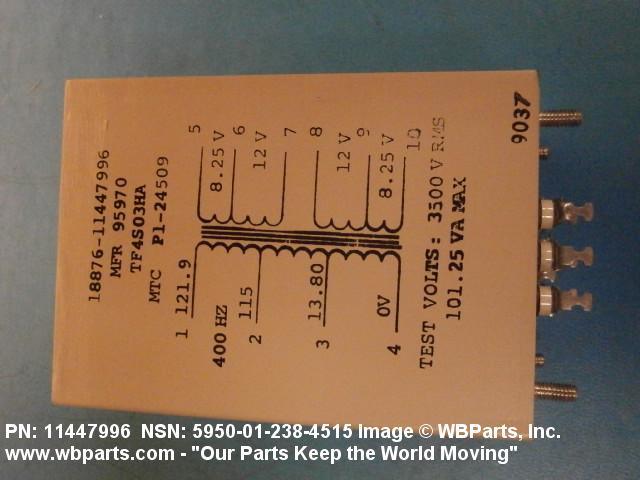 18876-11447996
MFR 95970
TF4S03HA
MTC P1-24509
5 6 7 8 9 10
8.25 V 12 V 12 V 8.25 V
1 121.9
400 HZ
2 115
3 13.80
4 0V
TEST VOLTS: 3500 V RMS
101.25 VA MAX
9037
PN: 11447996 NSN: 5950-01-238-4515 Image © WBParts, Inc.
www.wbparts.com - "Our Parts Keep the World Moving"